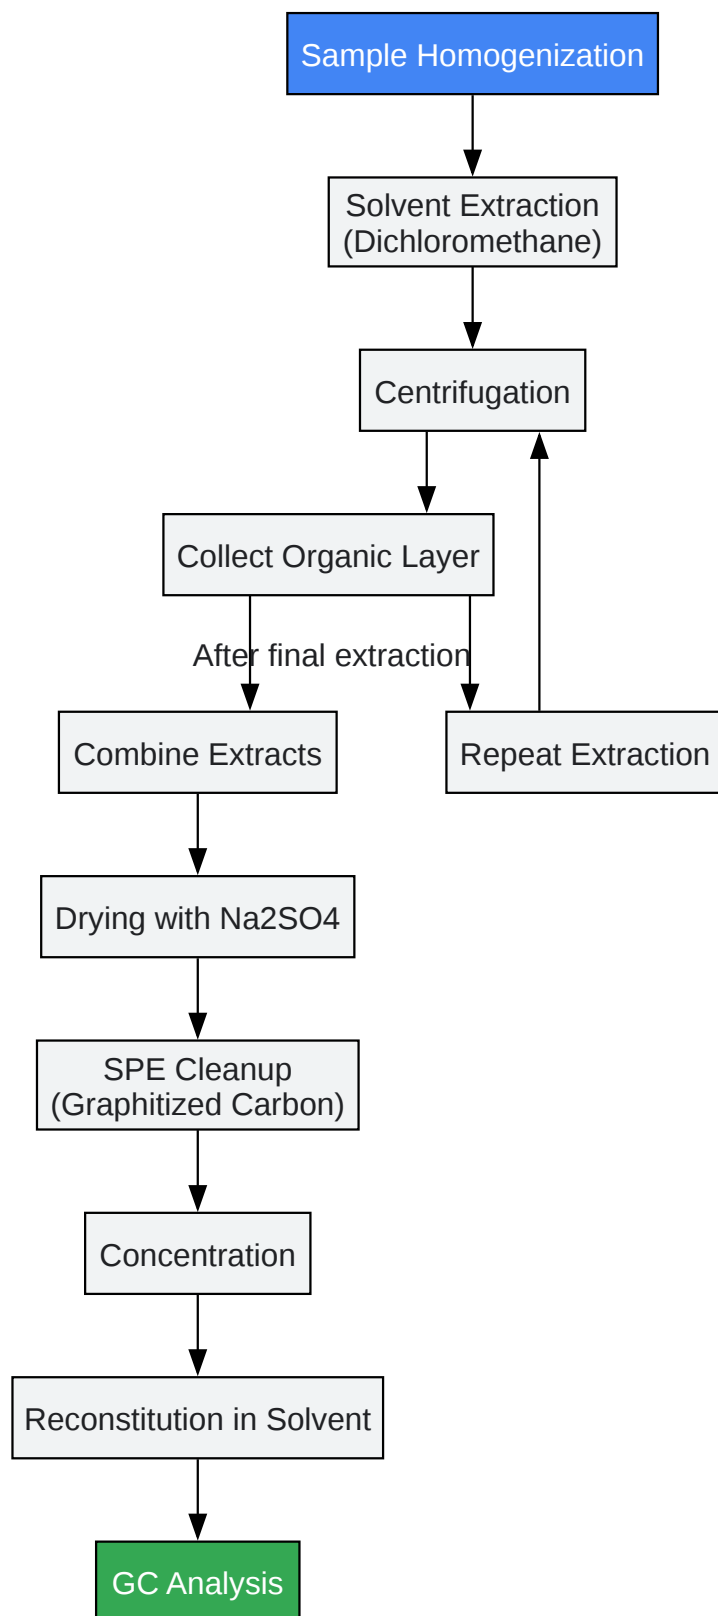 Sample Homogenization
Solvent Extraction
(Dichloromethane)
Centrifugation
Collect Organic Layer
After final extraction
Combine Extracts
Repeat Extraction
Drying with Na2SO4
SPE Cleanup
(Graphitized Carbon)
Concentration
Reconstitution in Solvent
GC Analysis